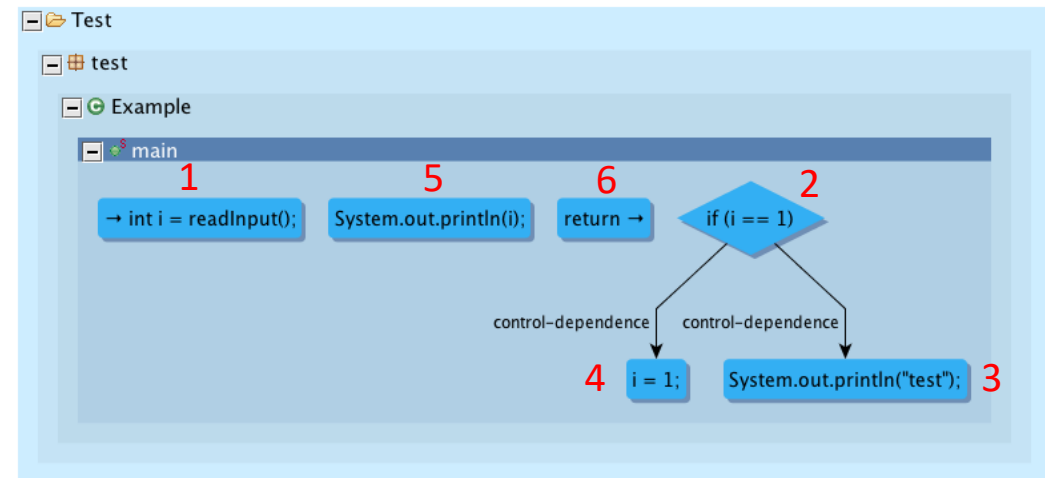 Test
test
Example
main
1 5 6 2
→ int i = readInput(); System.out.println(i); return → if (i == 1)
control-dependence control-dependence
4 i = 1; System.out.println("test"); 3